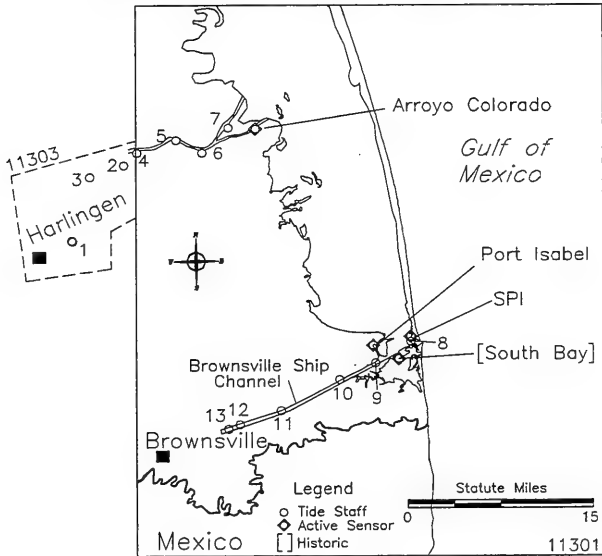 Arroyo Colorado
7
5
4
6
11303
2
3
Gulf of
Mexico
Harlingen
1
N
Port Isabel
SPI
8
[South Bay]
Brownsville Ship
Channel
9
10
11
12
13
Brownsville
Legend
Tide Staff
Active Sensor
[ ] Historic
Statute Miles
0 15
Mexico
11301